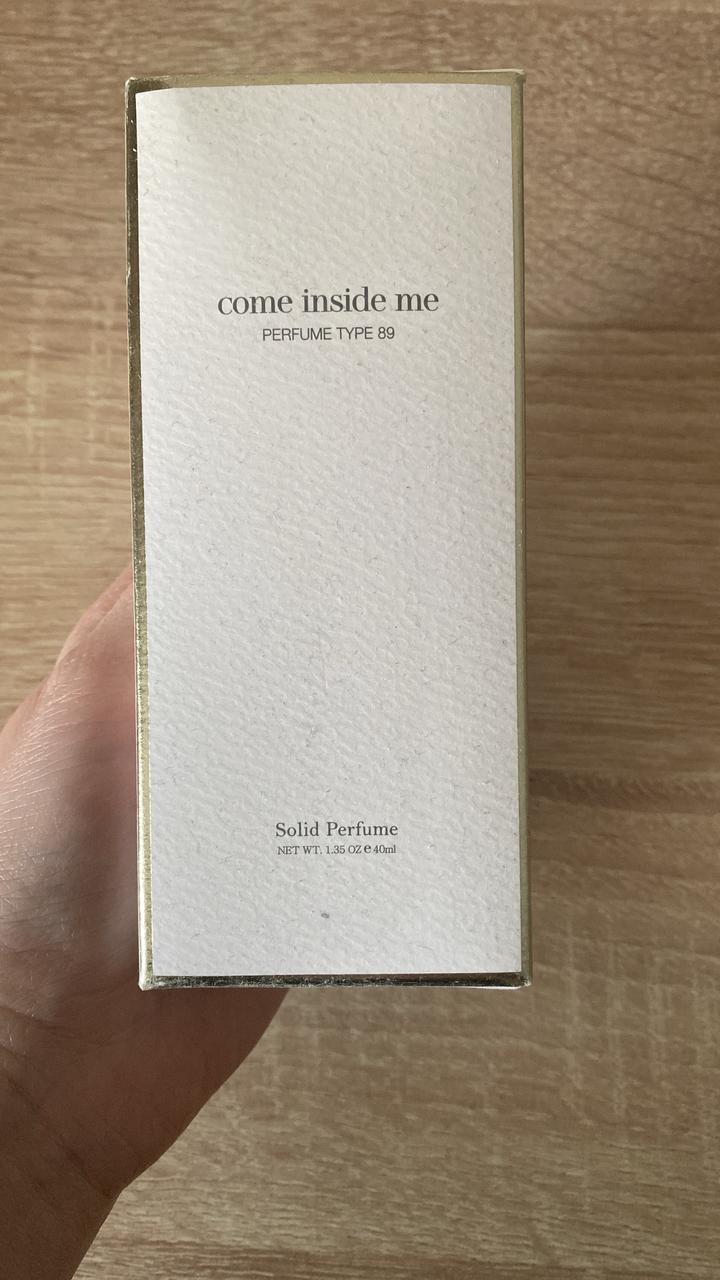 come inside me
PERFUME TYPE 89
Solid Perfume
NET WT. 1.35 OZ ℮ 40ml